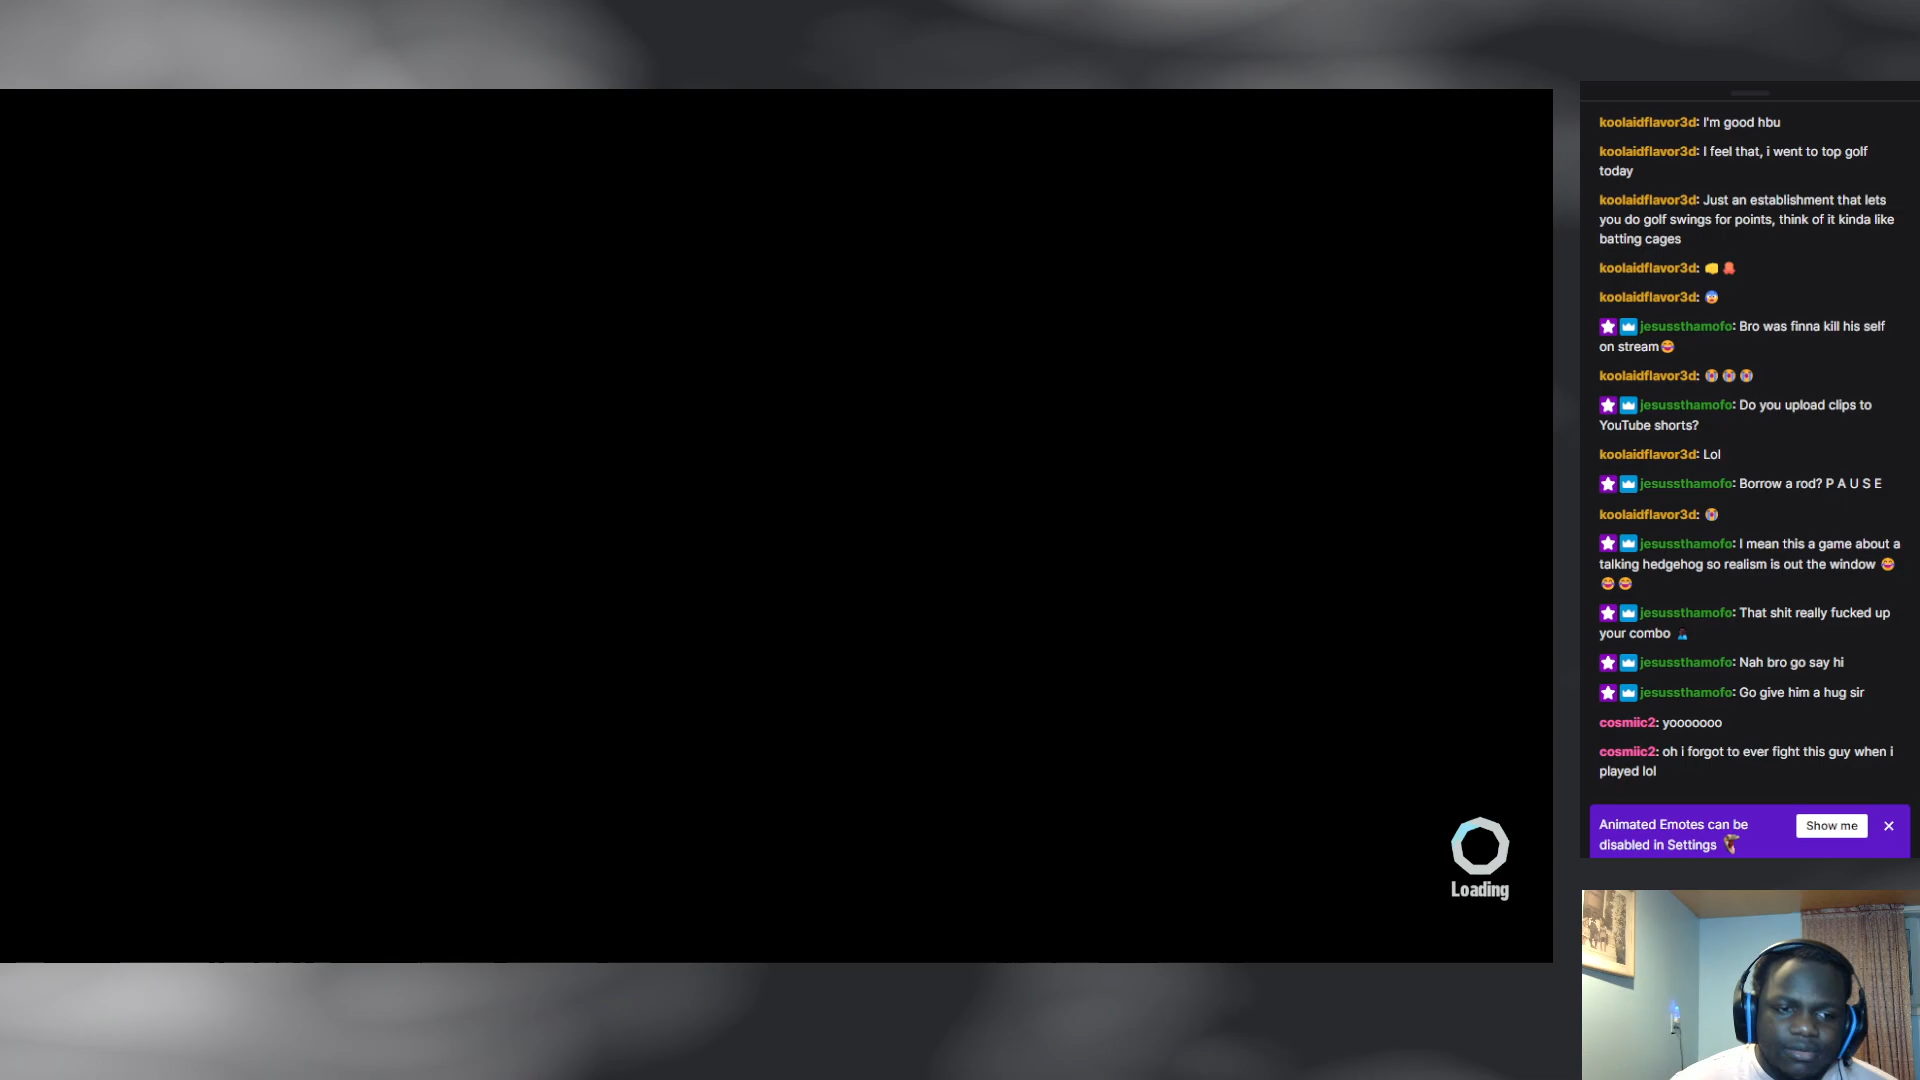 koolaidflavor3d: I'm good hbu
koolaidflavor3d: I feel that, i went to top golf
today
koolaidflavor3d: Just an establishment that lets
you do golf swings for points, think of it kinda like
batting cages
koolaidflavor3d:
koolaidflavor3d:
jesussthamofo: Bro was finna kill his self
on stream
koolaidflavor3d:
jesussthamofo: Do you upload clips to
YouTube shorts?
koolaidflavor3d: Lol
jesussthamofo: Borrow a rod? P A U S E
koolaidflavor3d:
jesussthamofo: I mean this a game about a
talking hedgehog so realism is out the window
jesussthamofo: That shit really fucked up
your combo
jesussthamofo: Nah bro go say hi
jesussthamofo: Go give him a hug sir
cosmiic2: yooooooo
cosmiic2: oh i forgot to ever fight this guy when i
played lol
Animated Emotes can be
disabled in Settings
Show me
Loading